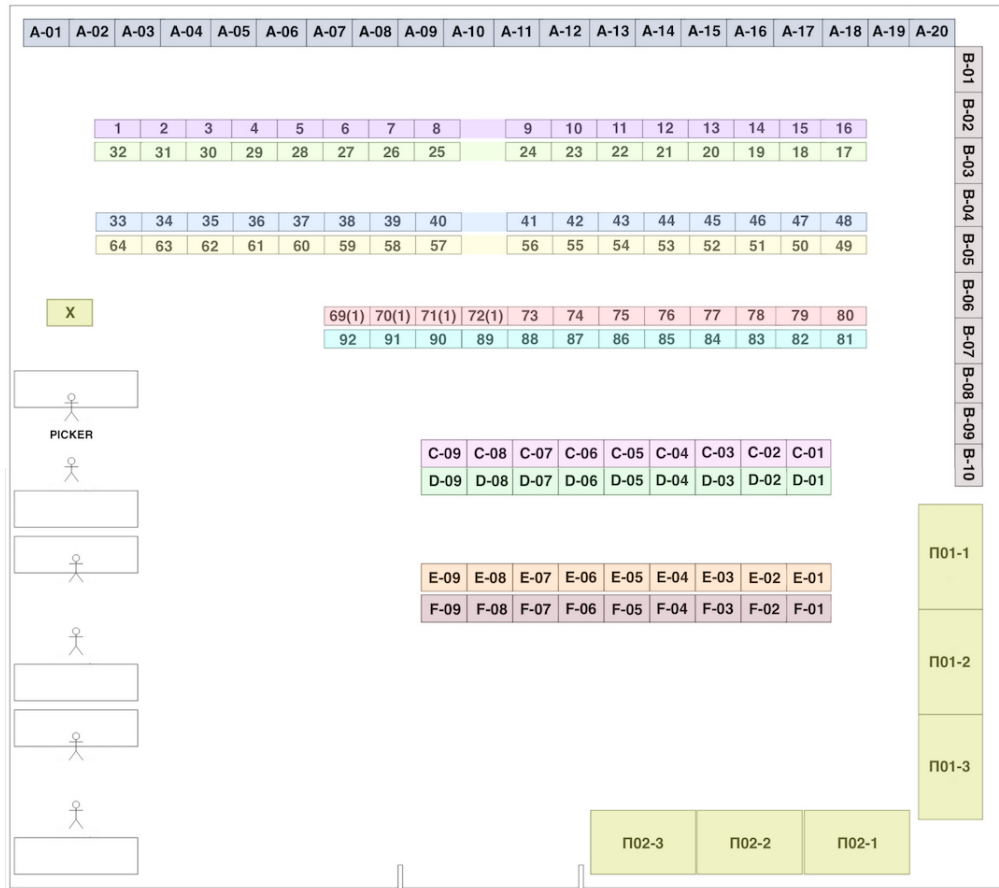 A-01 A-02 A-03 A-04 A-05 A-06 A-07 A-08 A-09 A-10 A-11 A-12 A-13 A-14 A-15 A-16 A-17 A-18 A-19 A-20
B-01
B-02
B-03
B-04
B-05
B-06
B-07
B-08
B-09
B-10
1 2 3 4 5 6 7 8 9 10 11 12 13 14 15 16
32 31 30 29 28 27 26 25 24 23 22 21 20 19 18 17
33 34 35 36 37 38 39 40 41 42 43 44 45 46 47 48
64 63 62 61 60 59 58 57 56 55 54 53 52 51 50 49
X
69(1) 70(1) 71(1) 72(1) 73 74 75 76 77 78 79 80
92 91 90 89 88 87 86 85 84 83 82 81
PICKER
C-09 C-08 C-07 C-06 C-05 C-04 C-03 C-02 C-01
D-09 D-08 D-07 D-06 D-05 D-04 D-03 D-02 D-01
E-09 E-08 E-07 E-06 E-05 E-04 E-03 E-02 E-01
F-09 F-08 F-07 F-06 F-05 F-04 F-03 F-02 F-01
П01-1
П01-2
П01-3
П02-3 П02-2 П02-1